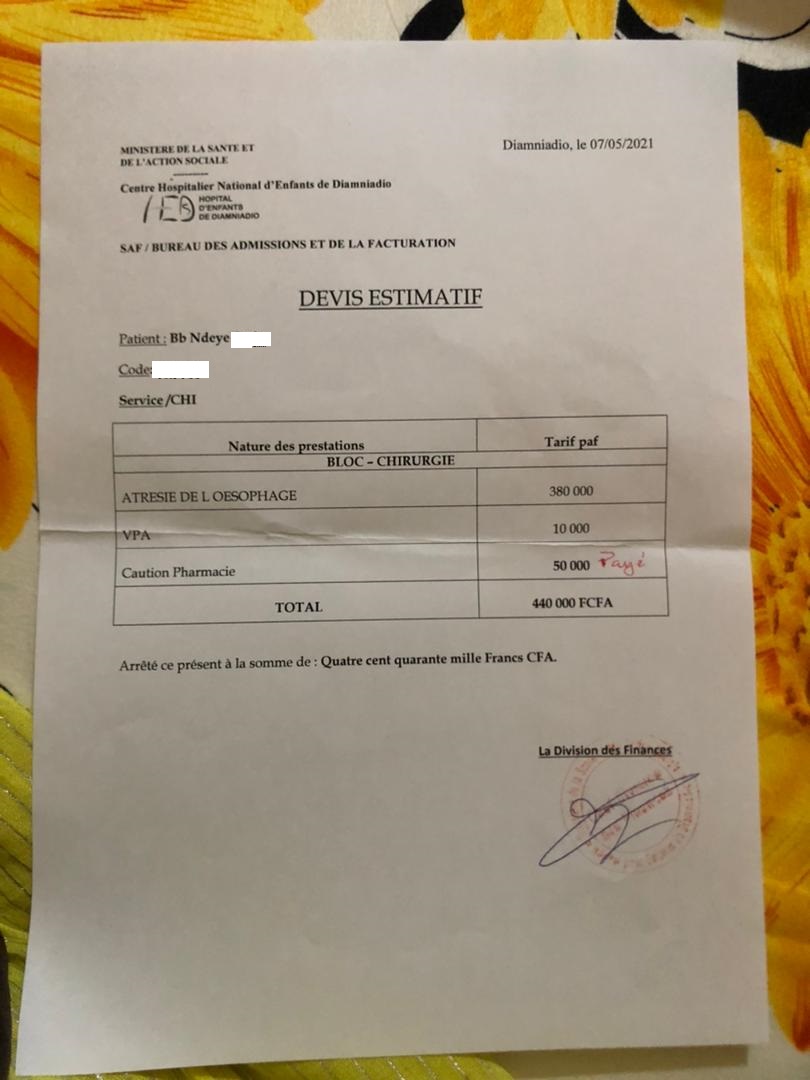 MINISTERE DE LA SANTE ET
DE L'ACTION SOCIALE
Diamniadio, le 07/05/2021
Centre Hospitalier National d'Enfants de Diamniadio
HOPITAL
D'ENFANTS
DE DIAMNIADIO
SAF / BUREAU DES ADMISSIONS ET DE LA FACTURATION
DEVIS ESTIMATIF
Patient : Bb Ndeye
Code:
Service /CHI
Nature des prestations Tarif paf
BLOC – CHIRURGIE
ATRESIE DE L OESOPHAGE 380 000
VPA 10 000
Caution Pharmacie 50 000 Payé
TOTAL 440 000 FCFA
Arrêté ce présent à la somme de : Quatre cent quarante mille Francs CFA.
La Division des Finances